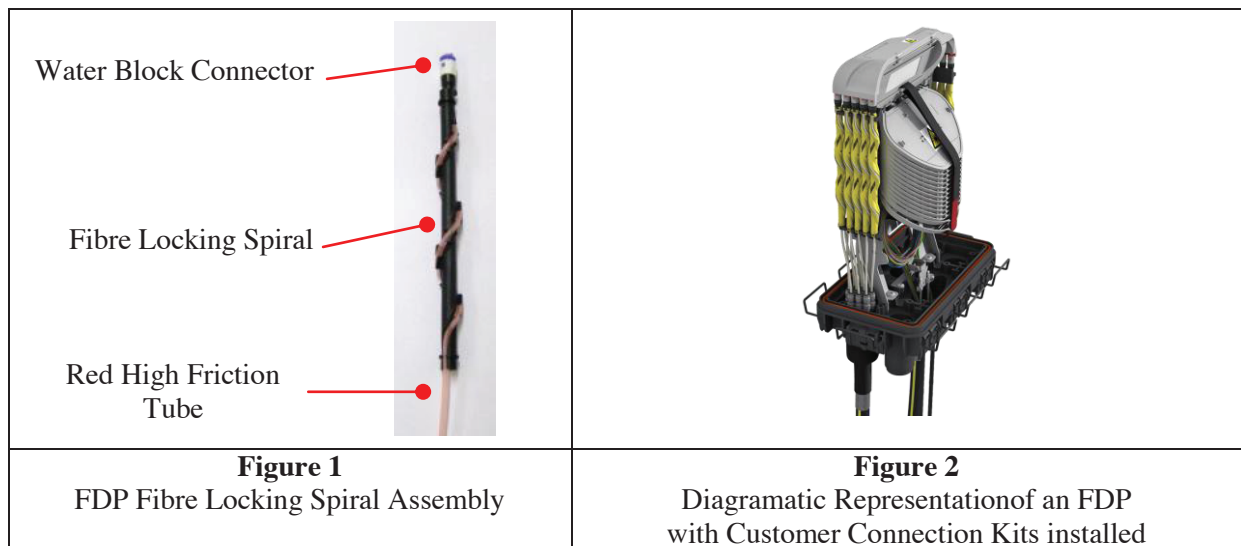 Water Block Connector
Fibre Locking Spiral
Red High Friction
Tube
Figure 1
FDP Fibre Locking Spiral Assembly
Figure 2
Diagramatic Representationof an FDP
with Customer Connection Kits installed